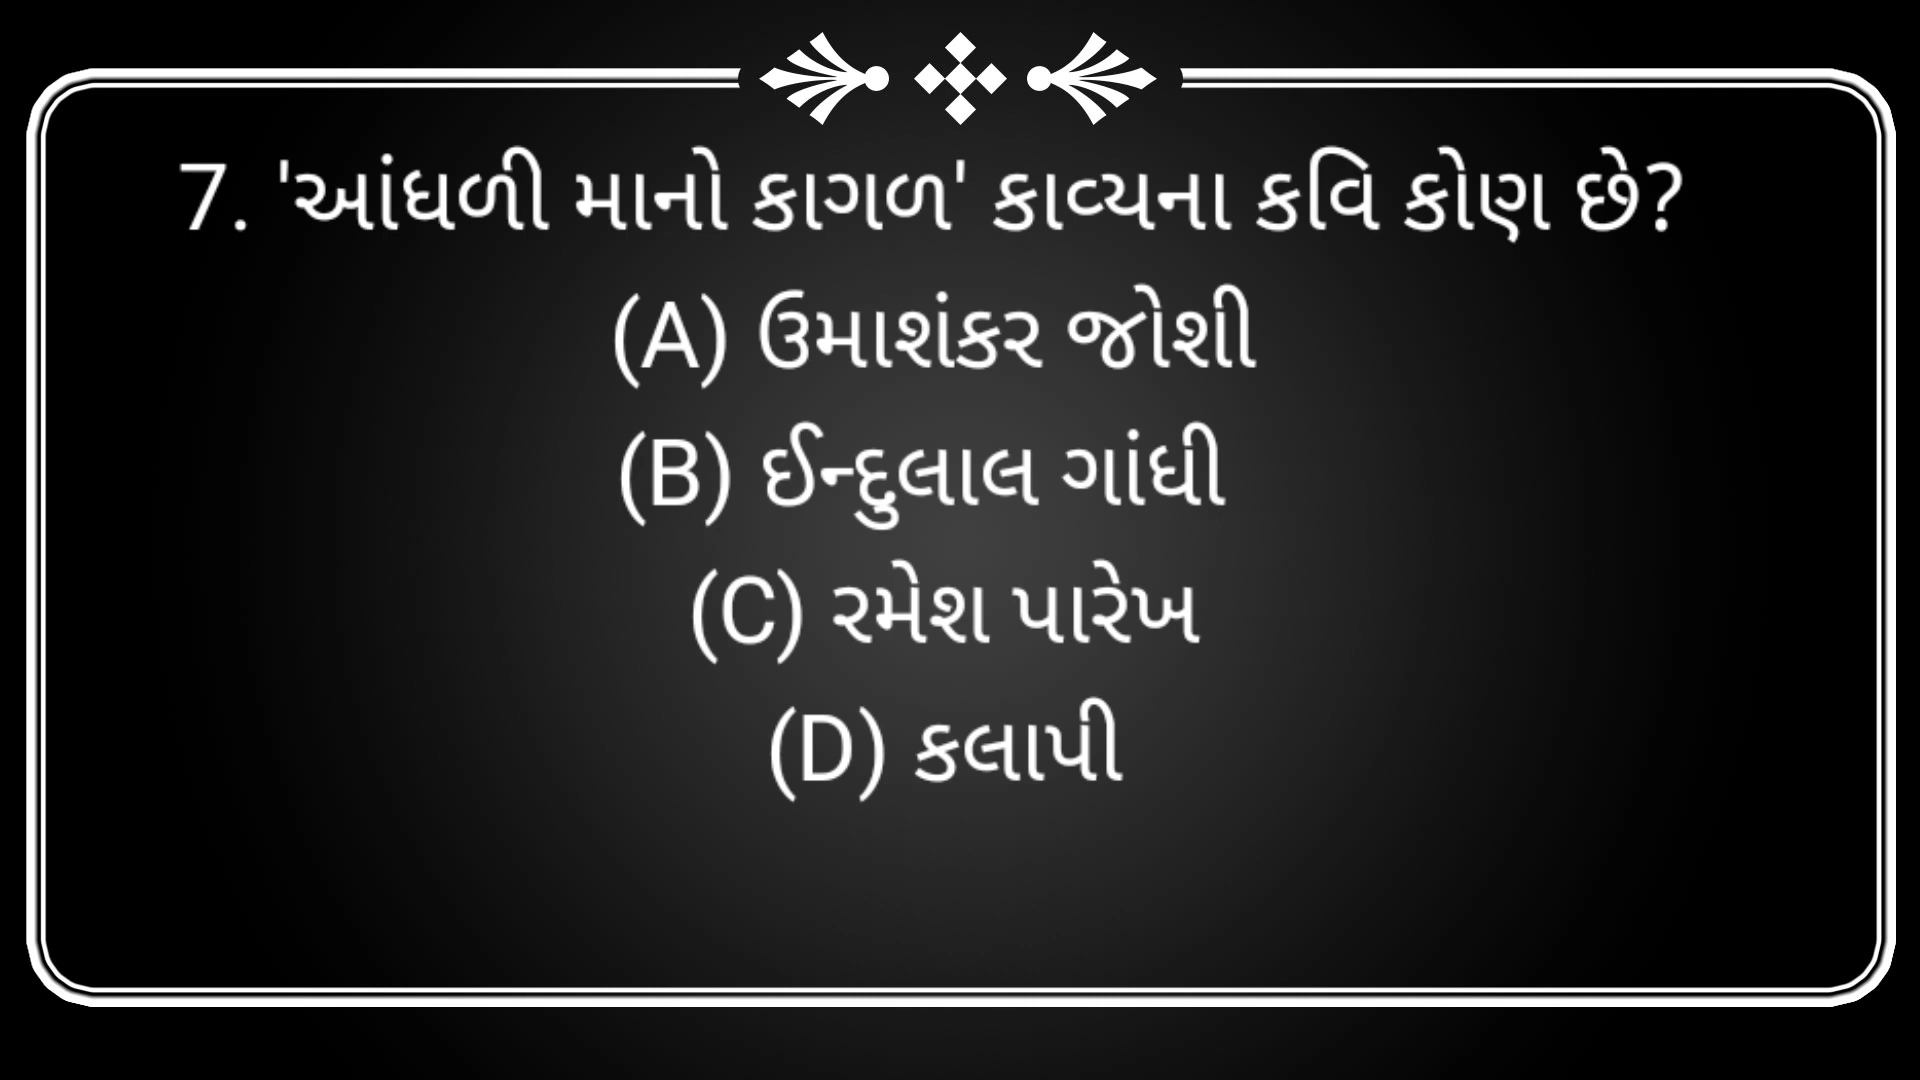 7. 'આંધળી માનો કાગળ' કાવ્યના કવિ કોણ છે?
(A) ઉમાશંકર જોશી
(B) ઈન્દુલાલ ગાંધી
(C) રમેશ પારેખ
(D) કલાપી